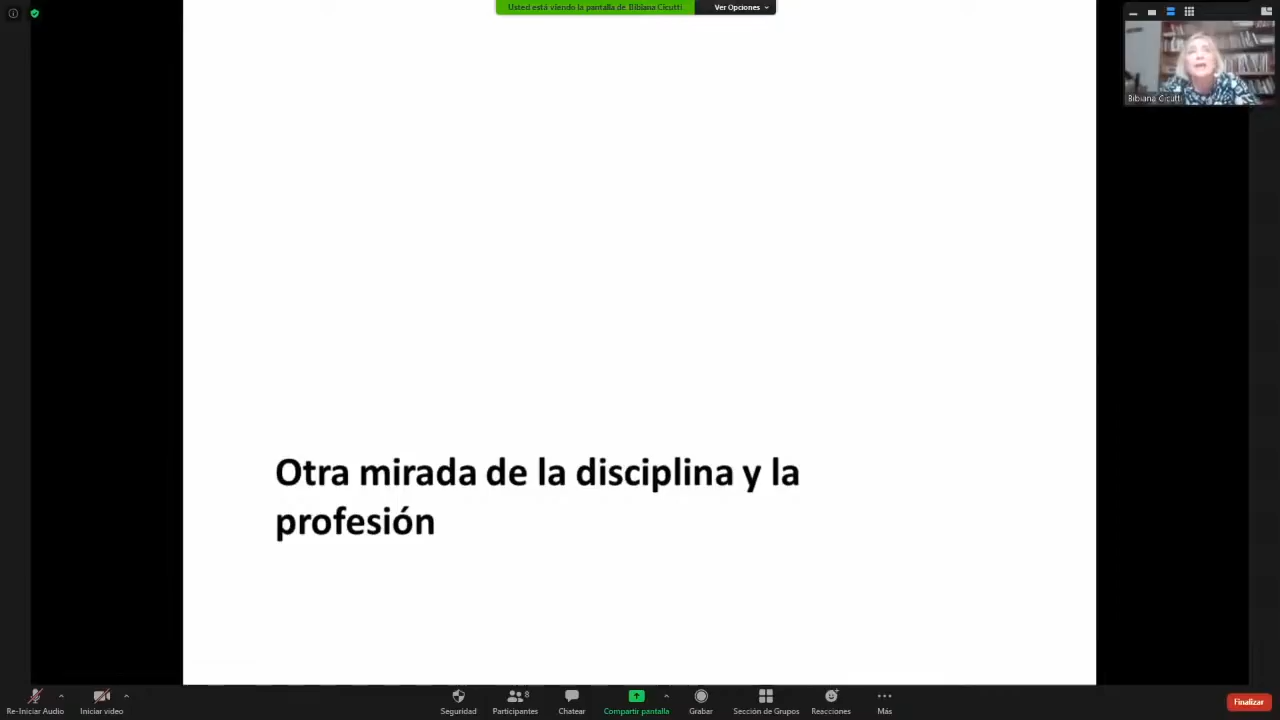 Usted está viendo la pantalla de Bibiana Cicutti
Ver Opciones
Bibiana Cicutti
Otra mirada de la disciplina y la
profesión
Re-Iniciar Audio
Iniciar video
Seguridad
8
Participantes
Chatear
Compartir pantalla
Grabar
Sección de Grupos
Reacciones
Más
Finalizar